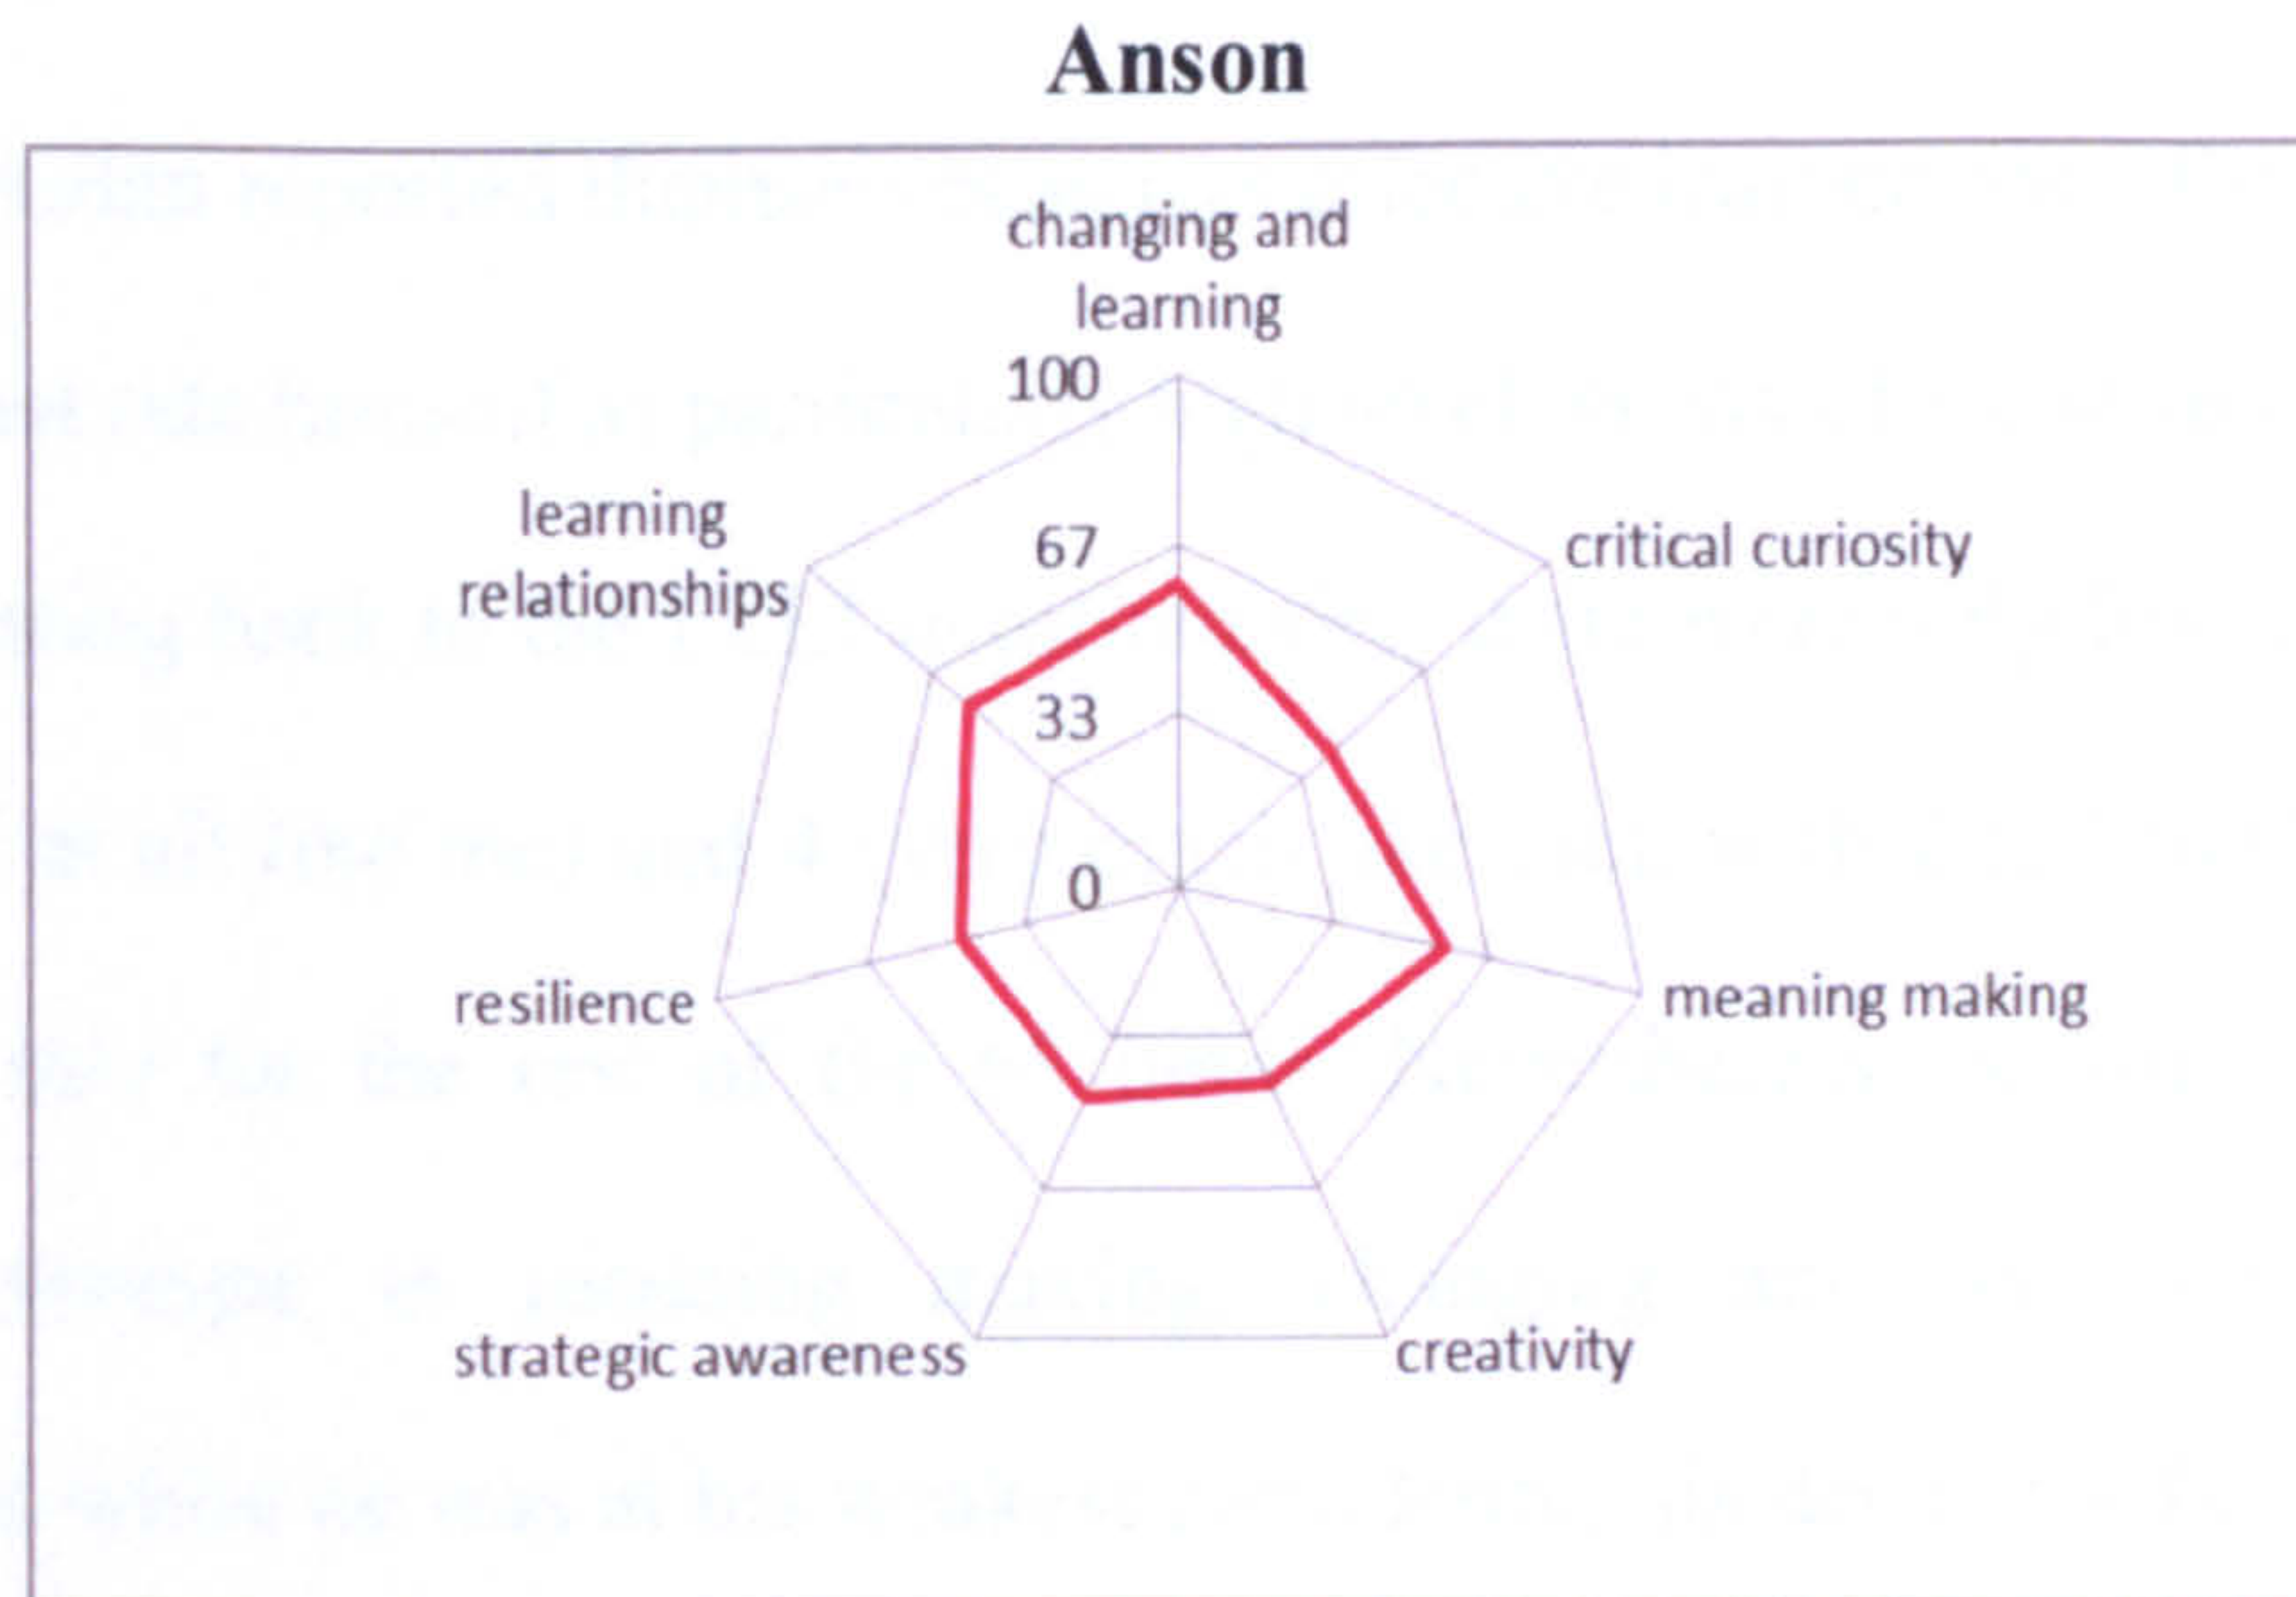 Anson
changing and
learning
100
67
33
0
critical curiosity
meaning making
creativity
strategic awareness
resilience
learning
relationships